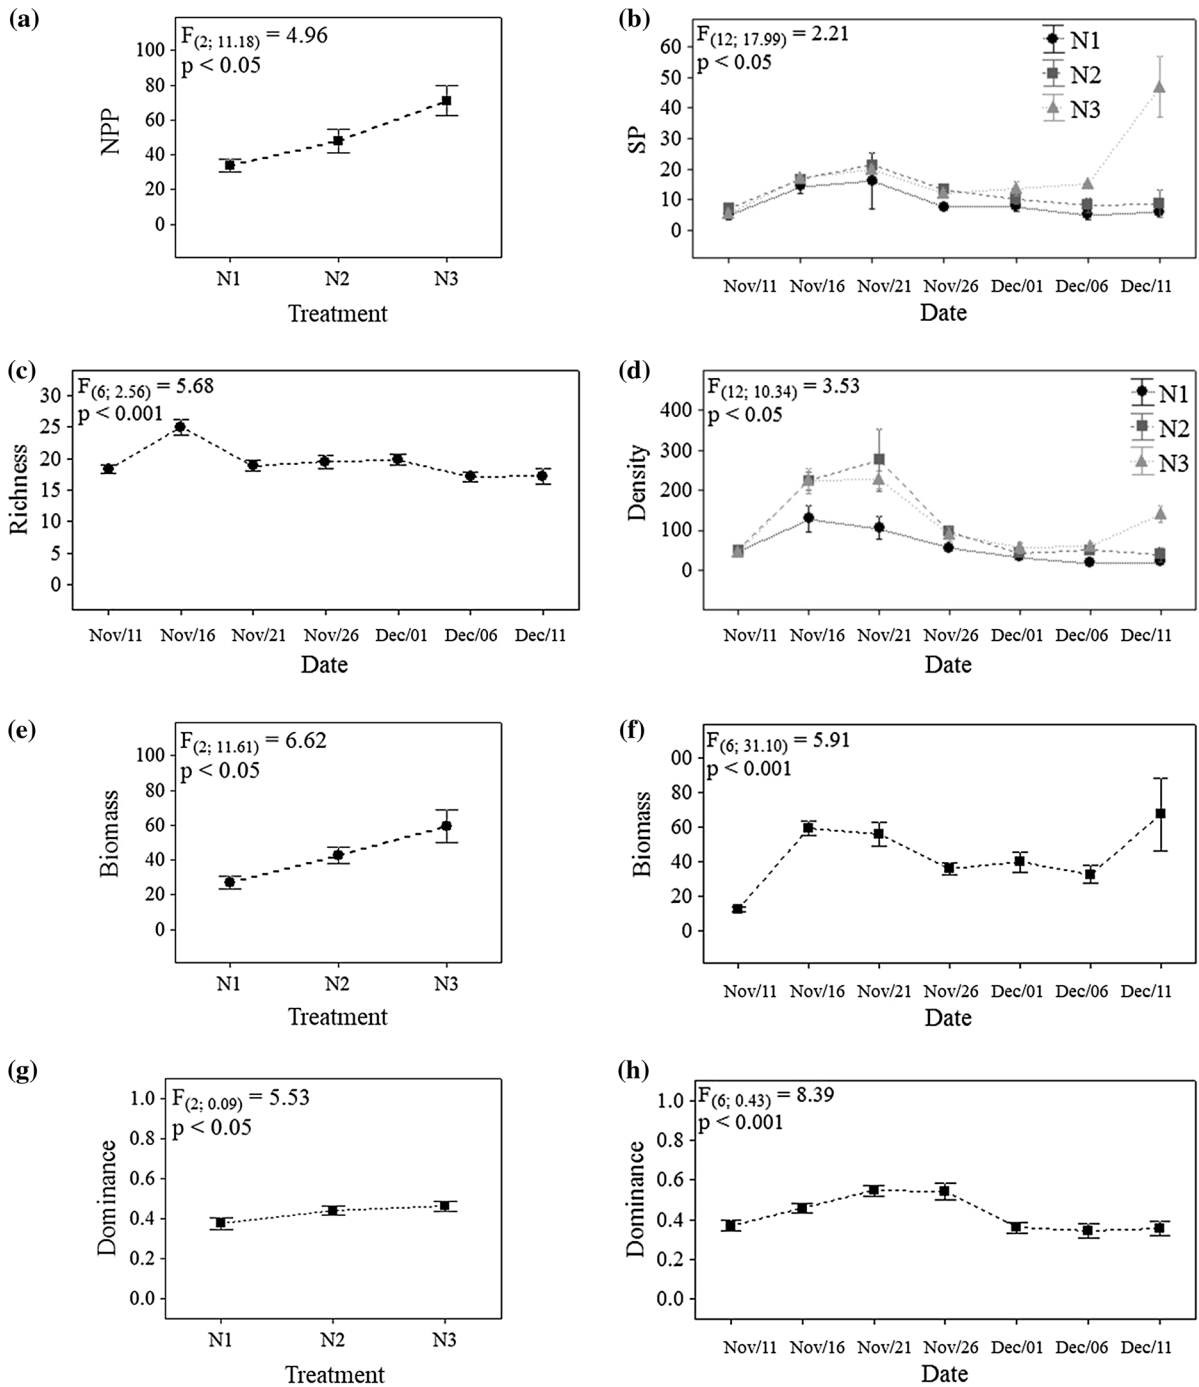 (a)
F(2; 11.18) = 4.96
p < 0.05
100
80
60
40
20
0
NPP
N1 N2 N3
Treatment
(b)
F(12; 17.99) = 2.21
p < 0.05
N1
N2
N3
60
50
40
30
20
10
0
SP
Nov/11 Nov/16 Nov/21 Nov/26 Dec/01 Dec/06 Dec/11
Date
(c)
F(6; 2.56) = 5.68
p < 0.001
30
25
20
15
10
5
0
Richness
Nov/11 Nov/16 Nov/21 Nov/26 Dec/01 Dec/06 Dec/11
Date
(d)
F(12; 10.34) = 3.53
p < 0.05
N1
N2
N3
400
300
200
100
0
Density
Nov/11 Nov/16 Nov/21 Nov/26 Dec/01 Dec/06 Dec/11
Date
(e)
F(2; 11.61) = 6.62
p < 0.05
100
80
60
40
20
0
Biomass
N1 N2 N3
Treatment
(f)
F(6; 31.10) = 5.91
p < 0.001
00
80
60
40
20
0
Biomass
Nov/11 Nov/16 Nov/21 Nov/26 Dec/01 Dec/06 Dec/11
Date
(g)
F(2; 0.09) = 5.53
p < 0.05
1.0
0.8
0.6
0.4
0.2
0.0
Dominance
N1 N2 N3
Treatment
(h)
F(6; 0.43) = 8.39
p < 0.001
1.0
0.8
0.6
0.4
0.2
0.0
Dominance
Nov/11 Nov/16 Nov/21 Nov/26 Dec/01 Dec/06 Dec/11
Date